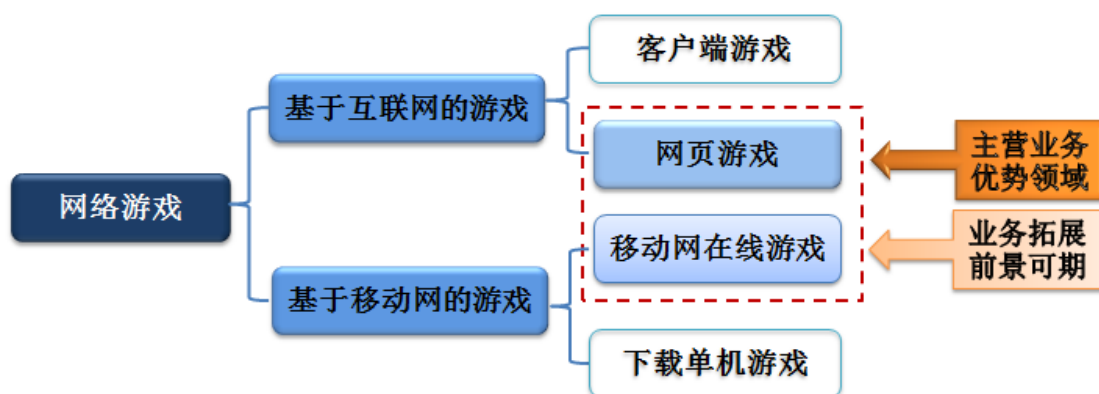 客户端游戏
基于互联网的游戏
网页游戏
主营业务
优势领域
网络游戏
移动网在线游戏
业务拓展
前景可期
基于移动网的游戏
下载单机游戏